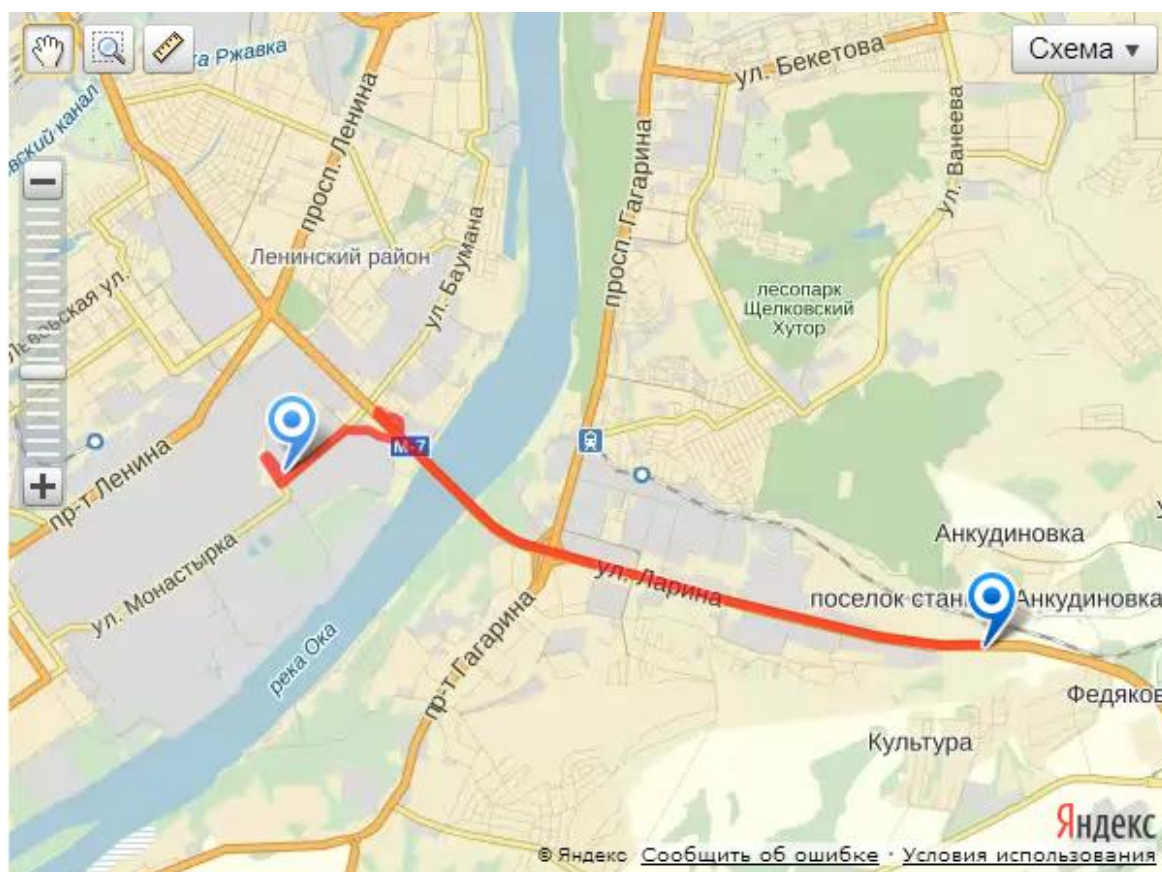 та Ржавка
ул. Бекетова
Схема
вский канал
просп. Ленина
просп. Гагарина
ул. Ванеева
Ленинский район
ул. Баумана
лесопарк
Щелковский
Хутор
ская ул.
М-7
пр-т Ленина
Анкудиновка
ул. Монастырка
ул. Ларина
поселок стан
Анкудиновка
река Ока
пр-т Гагарина
Федяков
Культура
Яндекс
© Яндекс Сообщить об ошибке · Условия использования